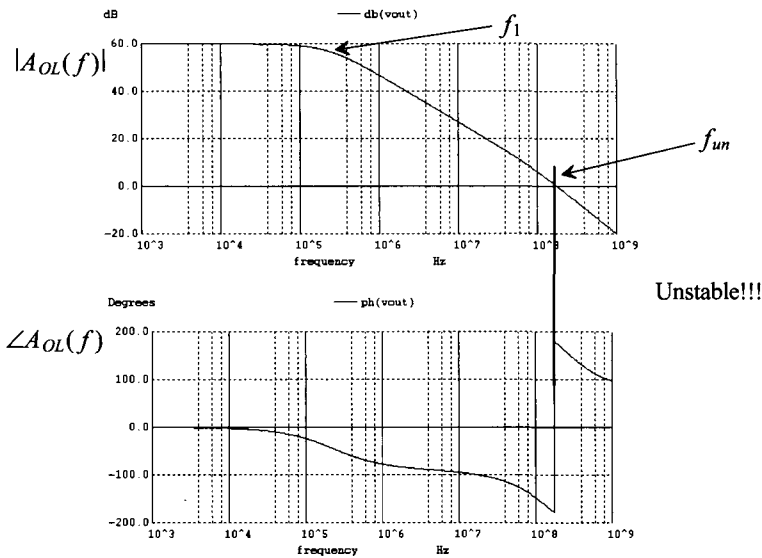 dB
db(vout)
f₁
|A_OL(f)|
60.0
40.0
20.0
0.0
-20.0
f_un
10^3 10^4 10^5 10^6 10^7 10^8 10^9
frequency Hz
Unstable!!!
Degrees
ph(vout)
∠A_OL(f)
200.0
100.0
0.0
-100.0
-200.0
10^3 10^4 10^5 10^6 10^7 10^8 10^9
frequency Hz